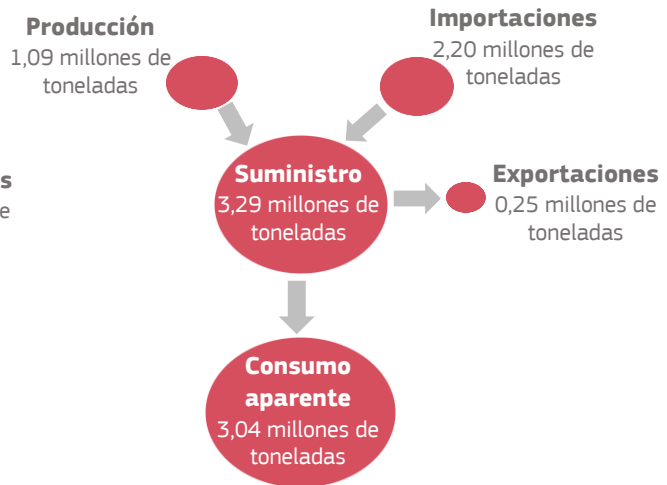 Producción
1,09 millones de
toneladas
Importaciones
2,20 millones de
toneladas
Suministro
3,29 millones de
toneladas
Exportaciones
0,25 millones de
toneladas
Consumo
aparente
3,04 millones de
toneladas